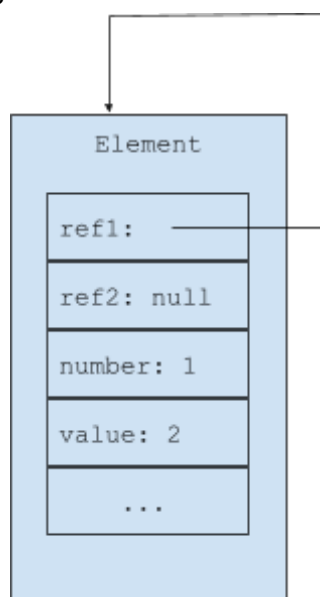 Element
ref1:
ref2: null
number: 1
value: 2
...